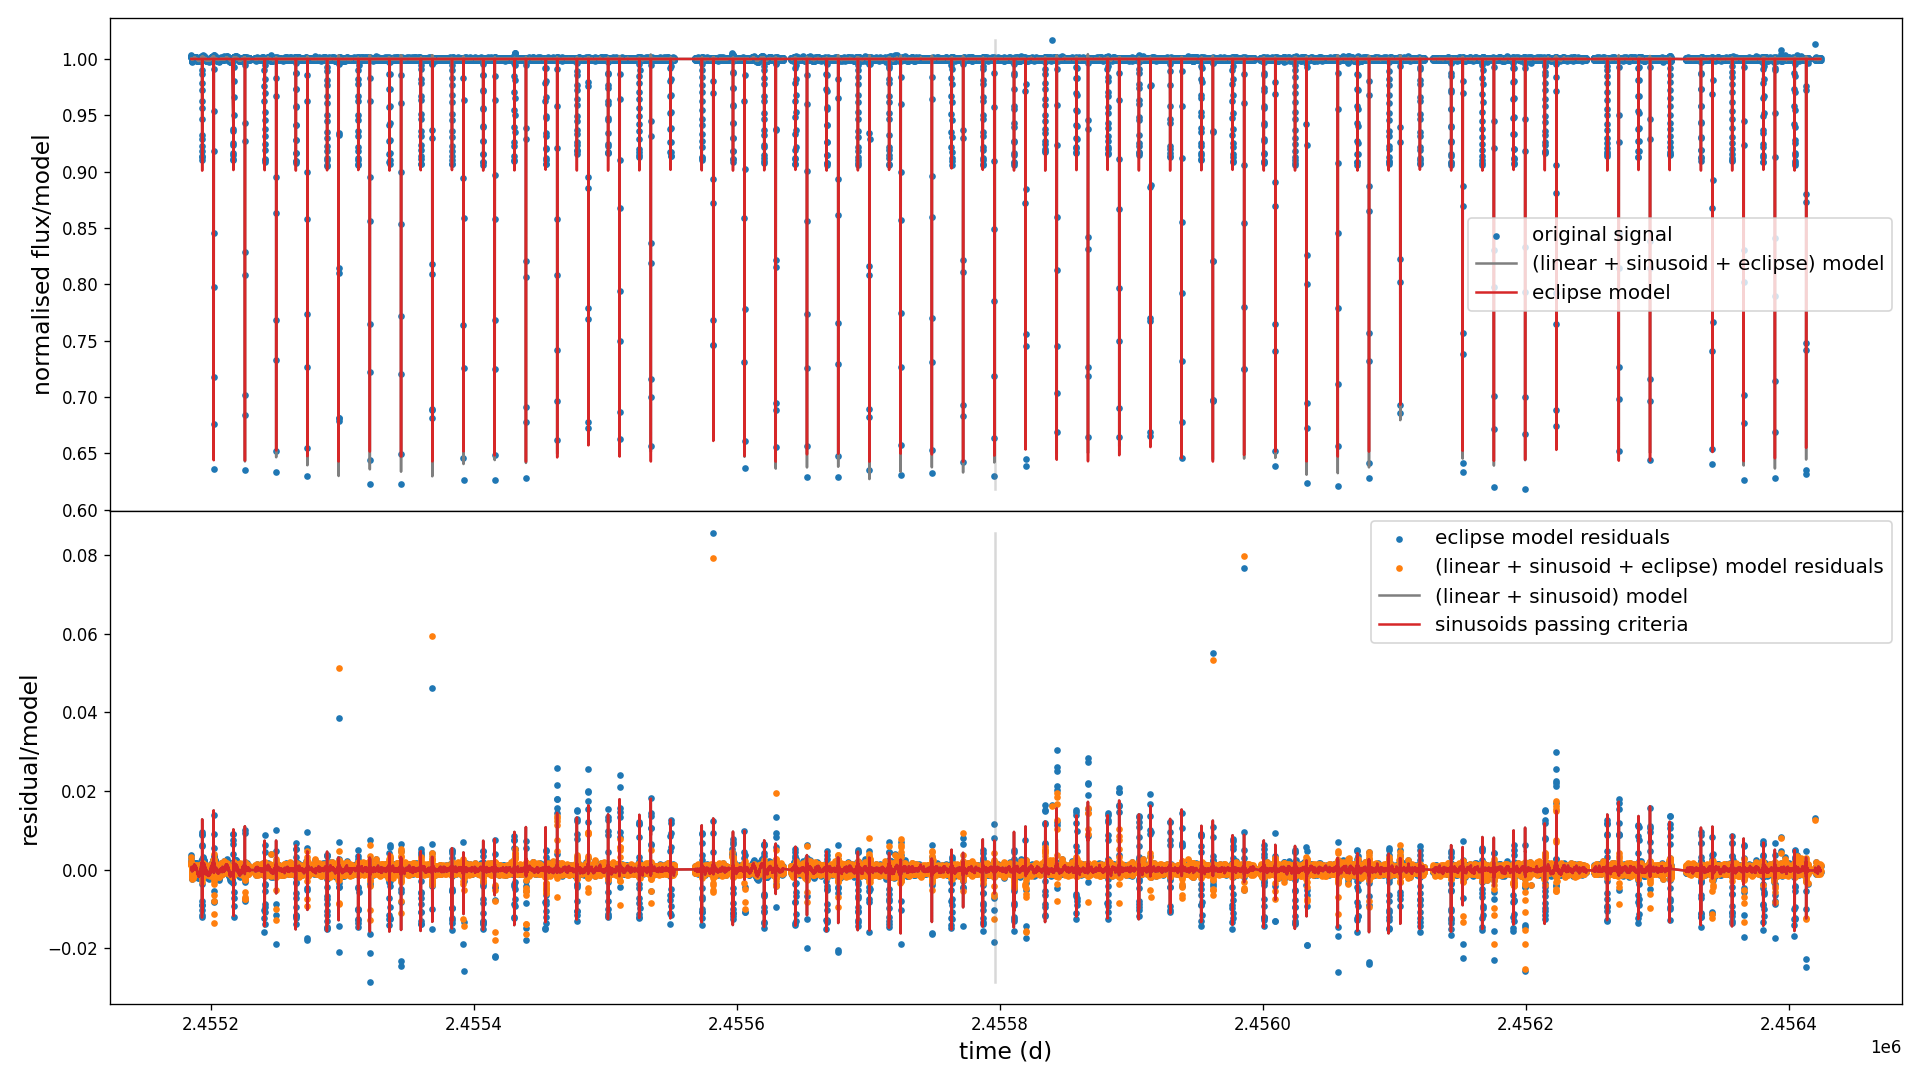 normalised flux/model
1.00
0.95
0.90
0.85
0.80
0.75
0.70
0.65
0.60
original signal
(linear + sinusoid + eclipse) model
eclipse model
residual/model
0.08
0.06
0.04
0.02
0.00
−0.02
eclipse model residuals
(linear + sinusoid + eclipse) model residuals
(linear + sinusoid) model
sinusoids passing criteria
2.4552 2.4554 2.4556 2.4558 2.4560 2.4562 2.4564
1e6
time (d)